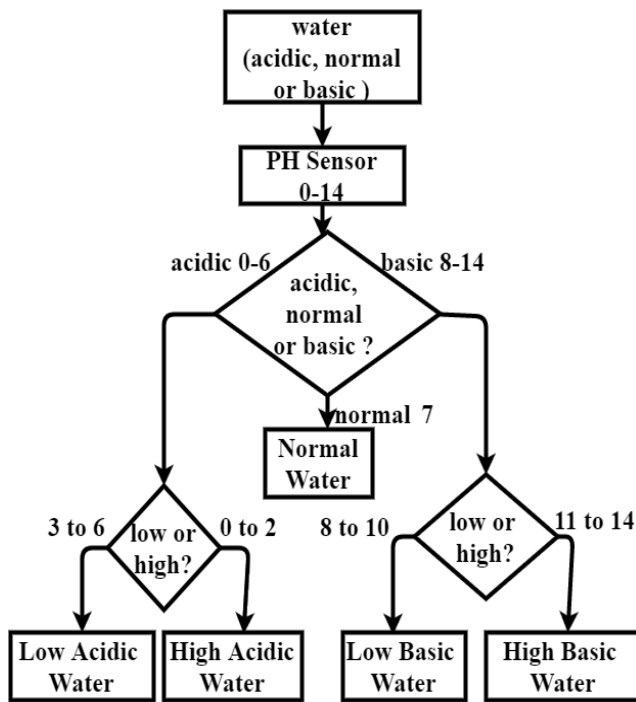 water
(acidic, normal
or basic )
PH Sensor
0-14
acidic 0-6
basic 8-14
acidic,
normal
or basic ?
normal 7
Normal
Water
3 to 6
low or
high?
0 to 2
8 to 10
low or
high?
11 to 14
Low Acidic
Water
High Acidic
Water
Low Basic
Water
High Basic
Water